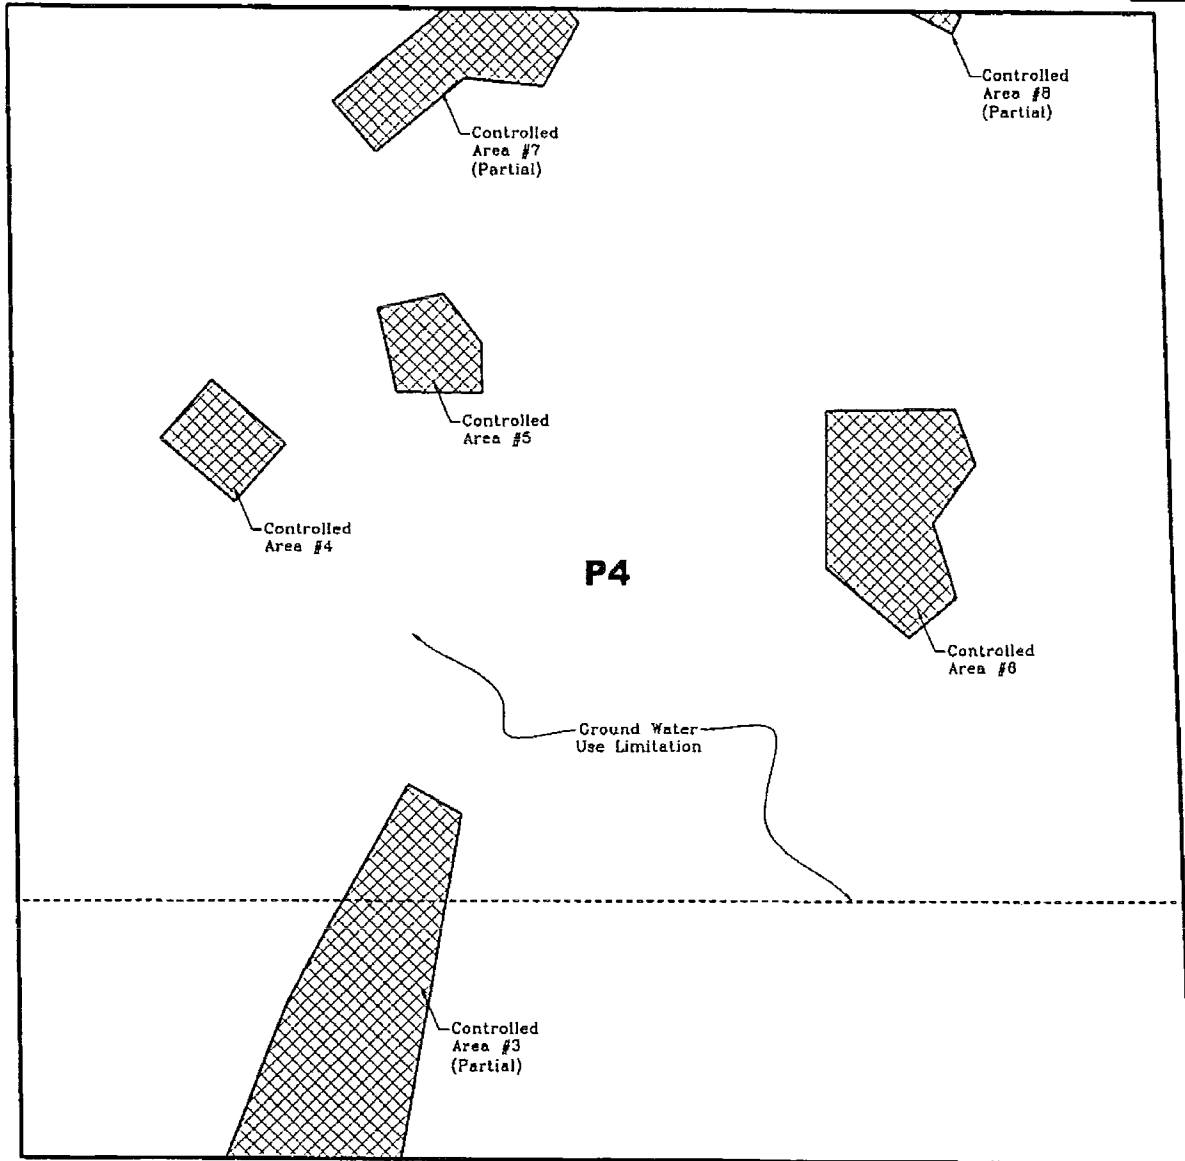 Controlled
Area #8
(Partial)
Controlled
Area #7
(Partial)
Controlled
Area #5
Controlled
Area #4
P4
Controlled
Area #6
Ground Water
Use Limitation
Controlled
Area #3
(Partial)